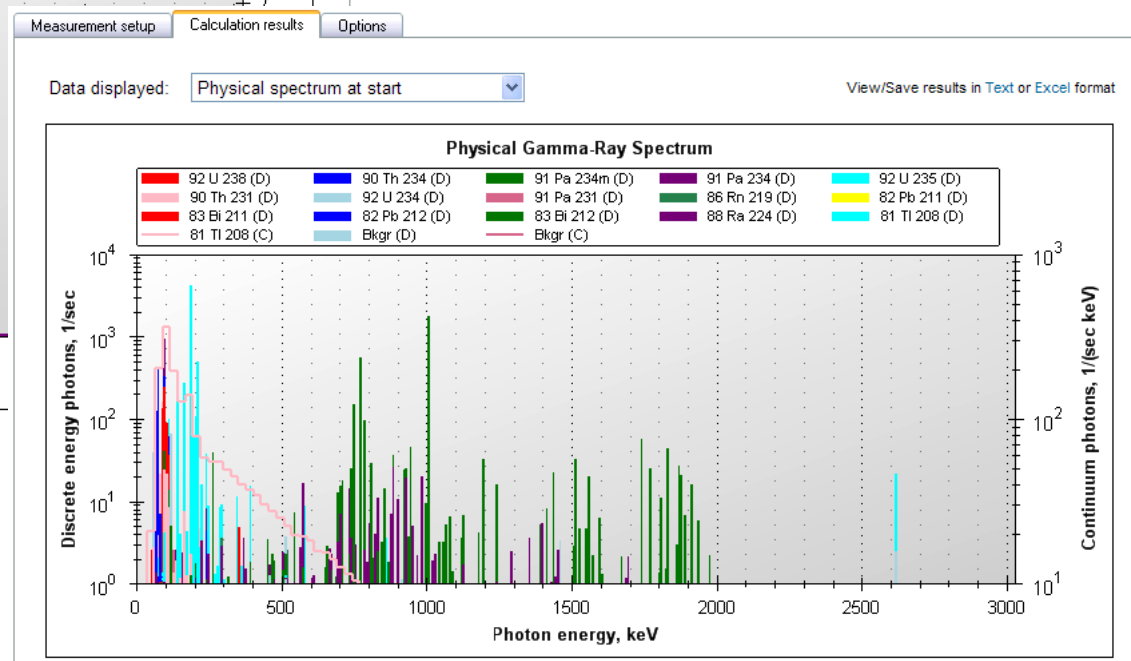 Measurement setup Calculation results Options
Data displayed: Physical spectrum at start View/Save results in Text or Excel format
Physical Gamma-Ray Spectrum
92 U 238 (D) 90 Th 234 (D) 91 Pa 234m (D) 91 Pa 234 (D) 92 U 235 (D)
90 Th 231 (D) 92 U 234 (D) 91 Pa 231 (D) 86 Rn 219 (D) 82 Pb 211 (D)
83 Bi 211 (D) 82 Pb 212 (D) 83 Bi 212 (D) 88 Ra 224 (D) 81 Tl 208 (D)
81 Tl 208 (C) Bkgr (D) Bkgr (C)
Discrete energy photons, 1/sec
10⁴
10³
10²
10¹
10⁰
10³
10²
10¹
Continuum photons, 1/(sec keV)
0 500 1000 1500 2000 2500 3000
Photon energy, keV